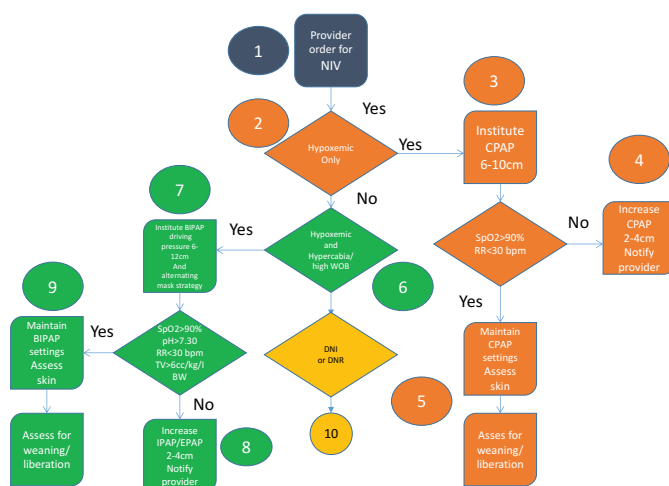 1
Provider
order for
NIV
Yes
2
Hypoxemic
Only
Yes
3
Institute
CPAP
6-10cm
4
Increase
CPAP
2-4cm
Notify
provider
No
SpO2>90%
RR<30 bpm
Yes
Maintain
CPAP
settings
Assess
skin
5
Asses for
weaning
/liberation
No
Hypoxemic
and
Hypercabia/
high WOB
6
Yes
7
Institute BIPAP
driving
pressure 6-
12cm
And
alternating
mask strategy
SpO2>90%
pH>7.30
RR<30 bpm
TV>6cc/kg/I
BW
Yes
9
Maintain
BIPAP
settings
Assess
skin
Assess for
weaning/
liberation
No
Increase
IPAP/EPAP
2-4cm
Notify
provider
8
DNI
or DNR
10